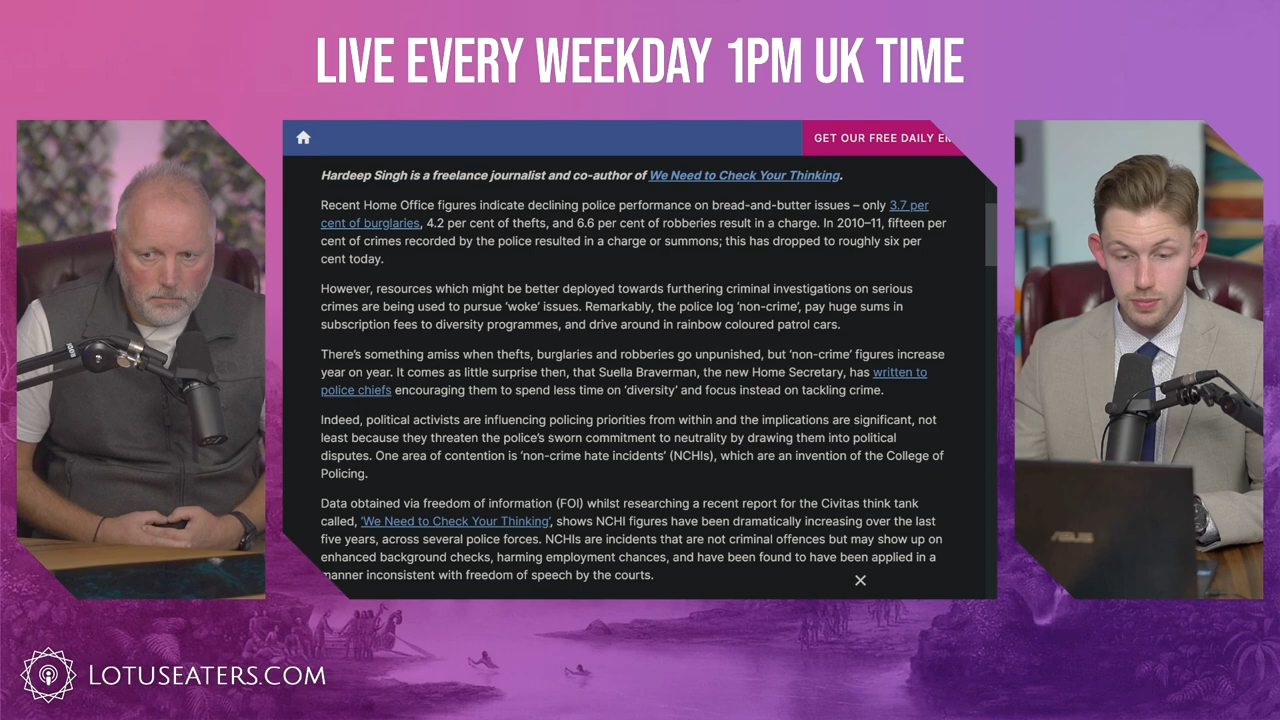 LIVE EVERY WEEKDAY 1PM UK TIME
GET OUR FREE DAILY
Hardeep Singh is a freelance journalist and co-author of We Need to Check Your Thinking.
Recent Home Office figures indicate declining police performance on bread-and-butter issues – only 3.7 per
cent of burglaries, 4.2 per cent of thefts, and 6.6 per cent of robberies result in a charge. In 2010–11, fifteen per
cent of crimes recorded by the police resulted in a charge or summons; this has dropped to roughly six per
cent today.
However, resources which might be better deployed towards furthering criminal investigations on serious
crimes are being used to pursue ‘woke’ issues. Remarkably, the police log ‘non-crime’, pay huge sums in
subscription fees to diversity programmes, and drive around in rainbow coloured patrol cars.
There’s something amiss when thefts, burglaries and robberies go unpunished, but ‘non-crime’ figures increase
year on year. It comes as little surprise then, that Suella Braverman, the new Home Secretary, has written to
police chiefs encouraging them to spend less time on ‘diversity’ and focus instead on tackling crime.
Indeed, political activists are influencing policing priorities from within and the implications are significant, not
least because they threaten the police’s sworn commitment to neutrality by drawing them into political
disputes. One area of contention is ‘non-crime hate incidents’ (NCHIs), which are an invention of the College of
Policing.
Data obtained via freedom of information (FOI) whilst researching a recent report for the Civitas think tank
called, ‘We Need to Check Your Thinking’, shows NCHI figures have been dramatically increasing over the last
five years, across several police forces. NCHIs are incidents that are not criminal offences but may show up on
enhanced background checks, harming employment chances, and have been found to have been applied in a
manner inconsistent with freedom of speech by the courts.
ASUS
LOTUSEATERS.COM